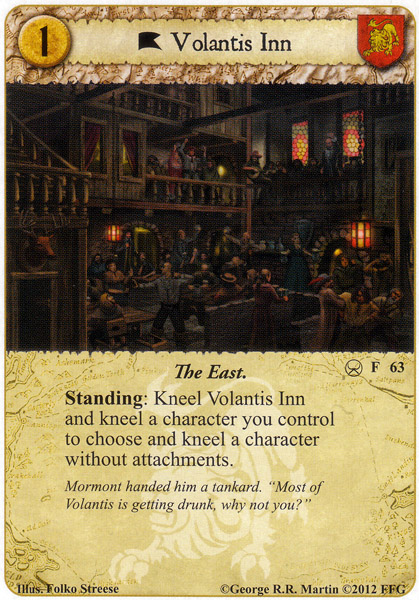 1
Volantis Inn
The East.
F 63
Standing: Kneel Volantis Inn
and kneel a character you control
to choose and kneel a character
without attachments.
Mormont handed him a tankard. “Most of
Volantis is getting drunk, why not you?”
Illus. Folko Streese
©George R.R. Martin ©2012 FFG